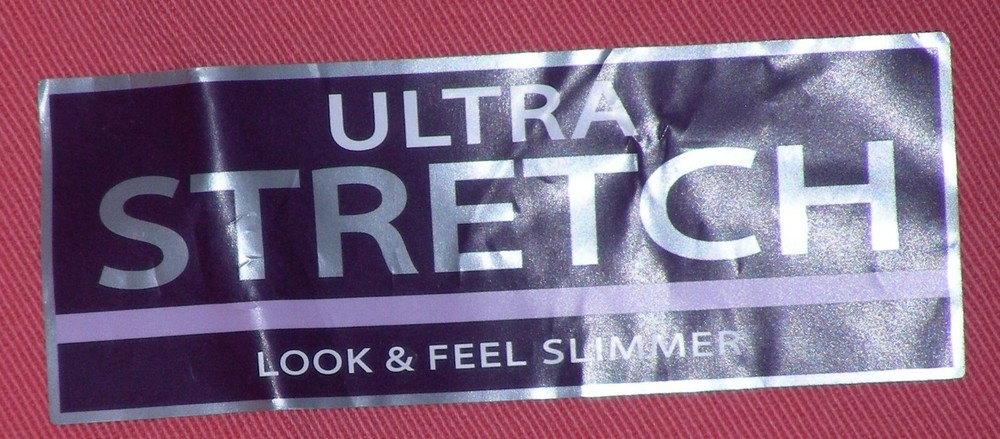 ULTRA
STRETCH
LOOK & FEEL SLIMMER